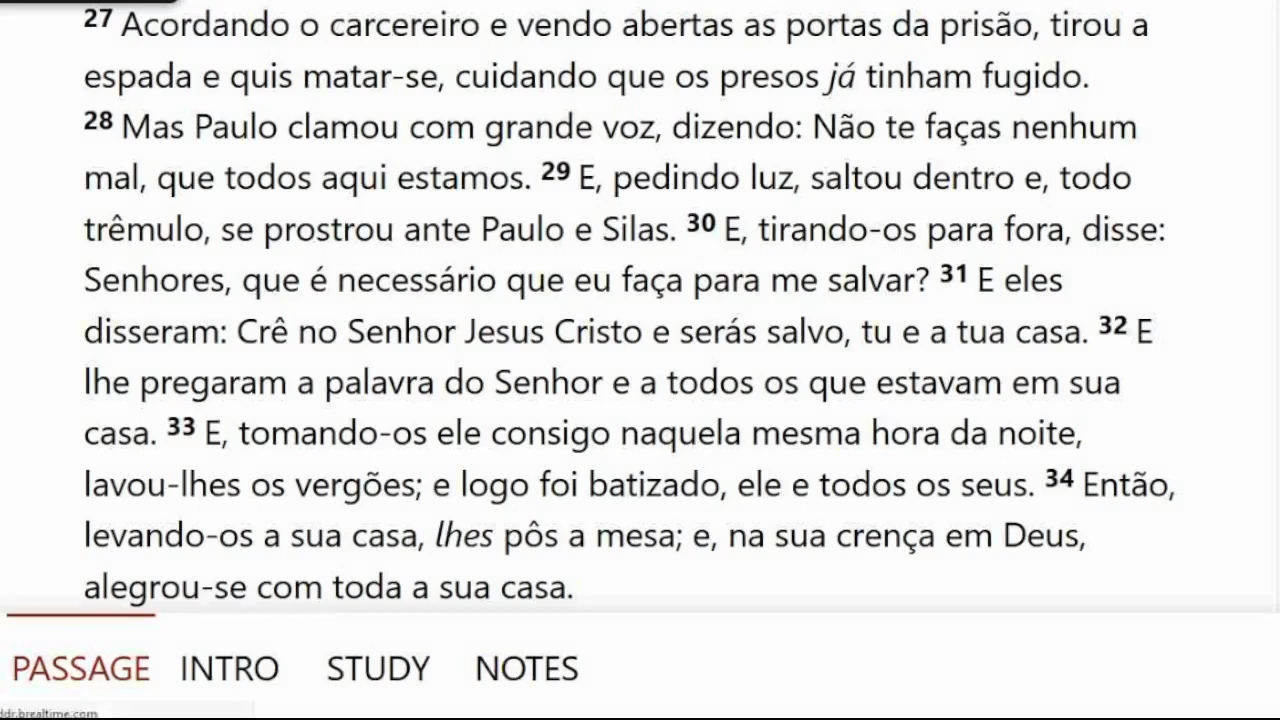 27 Acordando o carcereiro e vendo abertas as portas da prisão, tirou a
espada e quis matar-se, cuidando que os presos já tinham fugido.
28 Mas Paulo clamou com grande voz, dizendo: Não te faças nenhum
mal, que todos aqui estamos. 29 E, pedindo luz, saltou dentro e, todo
trêmulo, se prostrou ante Paulo e Silas. 30 E, tirando-os para fora, disse:
Senhores, que é necessário que eu faça para me salvar? 31 E eles
disseram: Crê no Senhor Jesus Cristo e serás salvo, tu e a tua casa. 32 E
lhe pregaram a palavra do Senhor e a todos os que estavam em sua
casa. 33 E, tomando-os ele consigo naquela mesma hora da noite,
lavou-lhes os vergões; e logo foi batizado, ele e todos os seus. 34 Então,
levando-os a sua casa, lhes pôs a mesa; e, na sua crença em Deus,
alegrou-se com toda a sua casa.
PASSAGE INTRO STUDY NOTES